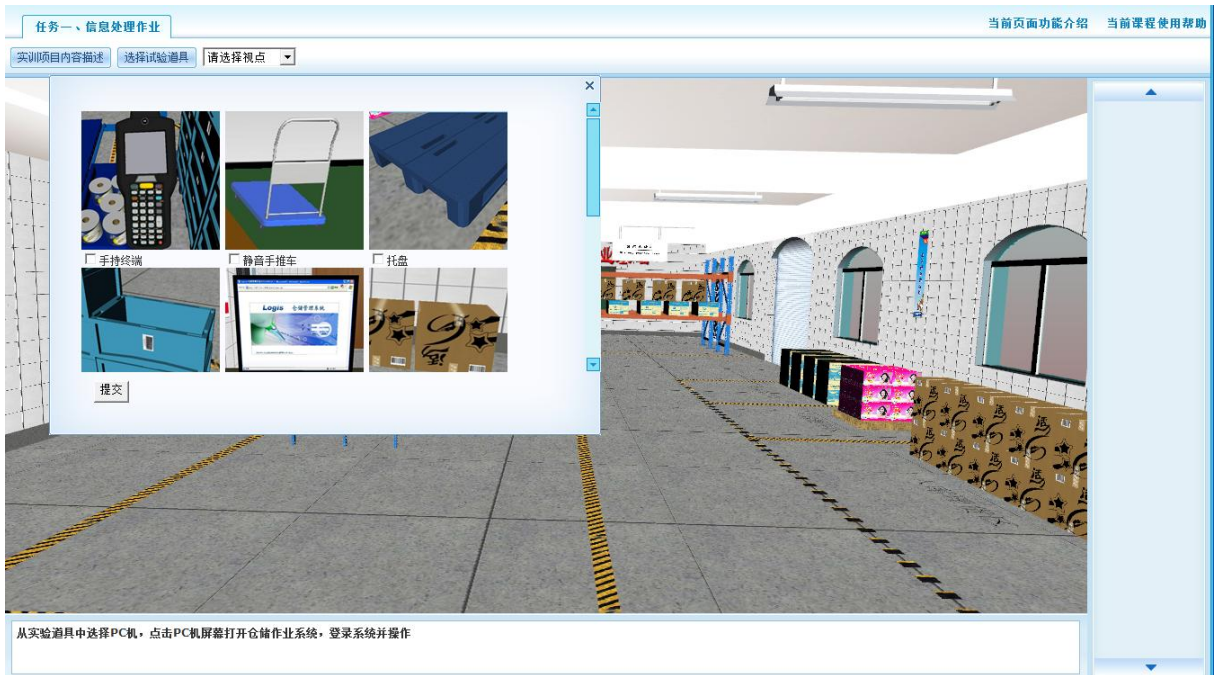 任务一、信息处理作业
当前页面功能介绍 当前课程使用帮助
实训项目内容描述 选择试验道具 请选择视点
手持终端 静音手推车 托盘
Logis 仓储管理系统
提交
从实验道具中选择PC机，点击PC机屏幕打开仓储作业系统，登录系统并操作